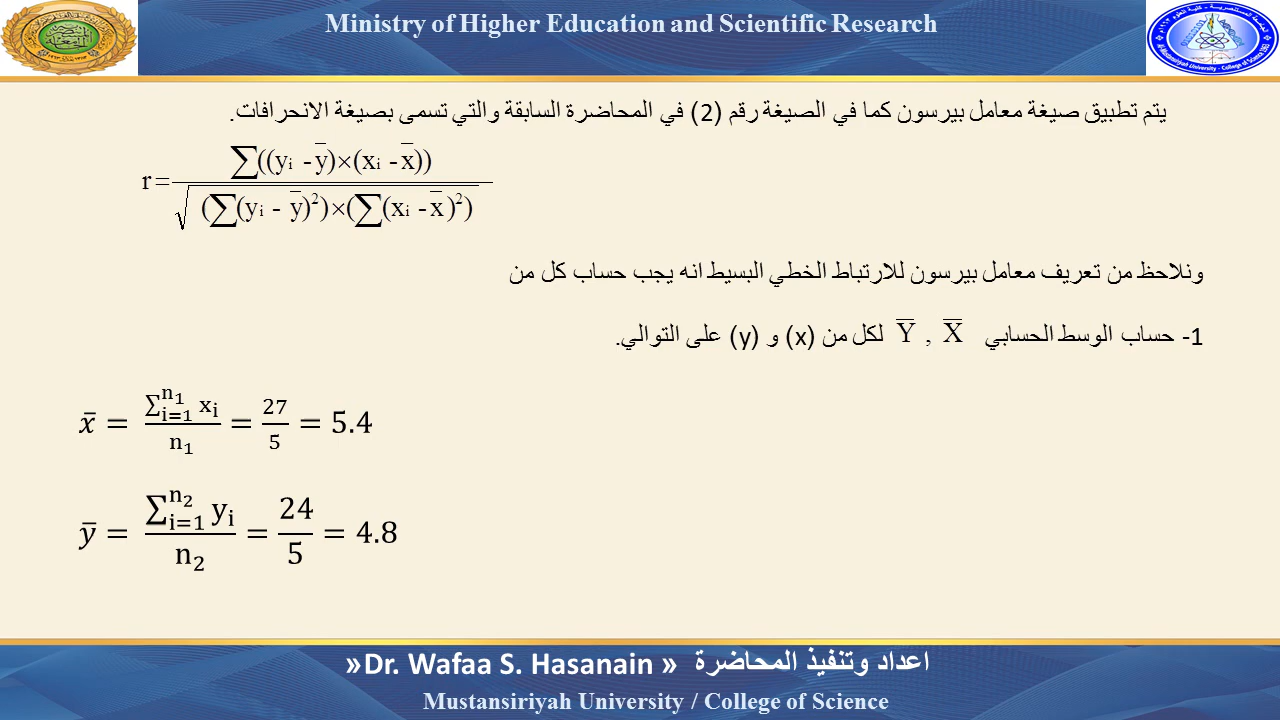 Ministry of Higher Education and Scientific Research
يتم تطبيق صيغة معامل بيرسون كما في الصيغة رقم (2) في المحاضرة السابقة والتي تسمى بصيغة الانحرافات.
r = ∑((yᵢ - y̅)×(xᵢ - x̅)) / √((∑(yᵢ - y̅)²)×(∑(xᵢ - x̅)²))
ونلاحظ من تعريف معامل بيرسون للارتباط الخطي البسيط انه يجب حساب كل من
1- حساب الوسط الحسابي X̅ , Y̅ لكل من (x) و (y) على التوالي.
x̄ = ∑ᵢ₌₁ⁿ¹ xᵢ / n₁ = 27/5 = 5.4
ȳ = ∑ᵢ₌₁ⁿ² yᵢ / n₂ = 24/5 = 4.8
اعداد وتنفيذ المحاضرة » Dr. Wafaa S. Hasanain»
Mustansiriyah University / College of Science